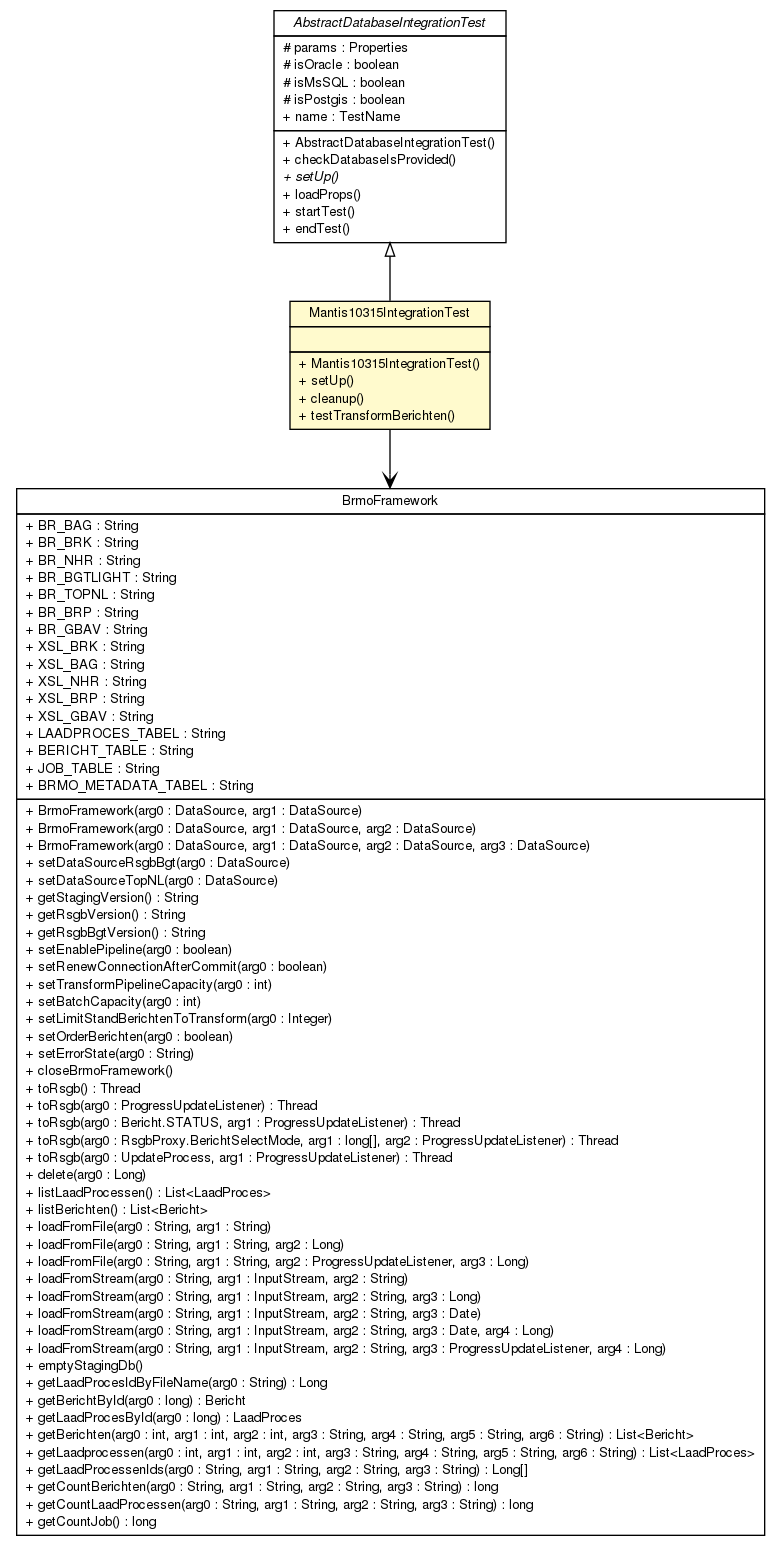 AbstractDatabaseIntegrationTest
# params : Properties
# isOracle : boolean
# isMsSQL : boolean
# isPostgis : boolean
+ name : TestName
+ AbstractDatabaseIntegrationTest()
+ checkDatabaseIsProvided()
+ setUp()
+ loadProps()
+ startTest()
+ endTest()
Mantis10315IntegrationTest
+ Mantis10315IntegrationTest()
+ setUp()
+ cleanup()
+ testTransformBerichten()
BrmoFramework
+ BR_BAG : String
+ BR_BRK : String
+ BR_NHR : String
+ BR_BGTLIGHT : String
+ BR_TOPNL : String
+ BR_BRP : String
+ BR_GBAV : String
+ XSL_BRK : String
+ XSL_BAG : String
+ XSL_NHR : String
+ XSL_BRP : String
+ XSL_GBAV : String
+ LAADPROCES_TABEL : String
+ BERICHT_TABLE : String
+ JOB_TABLE : String
+ BRMO_METADATA_TABEL : String
+ BrmoFramework(arg0 : DataSource, arg1 : DataSource)
+ BrmoFramework(arg0 : DataSource, arg1 : DataSource, arg2 : DataSource)
+ BrmoFramework(arg0 : DataSource, arg1 : DataSource, arg2 : DataSource, arg3 : DataSource)
+ setDataSourceRsgbBgt(arg0 : DataSource)
+ setDataSourceTopNL(arg0 : DataSource)
+ getStagingVersion() : String
+ getRsgbVersion() : String
+ getRsgbBgtVersion() : String
+ setEnablePipeline(arg0 : boolean)
+ setRenewConnectionAfterCommit(arg0 : boolean)
+ setTransformPipelineCapacity(arg0 : int)
+ setBatchCapacity(arg0 : int)
+ setLimitStandBerichtenToTransform(arg0 : Integer)
+ setOrderBerichten(arg0 : boolean)
+ setErrorState(arg0 : String)
+ closeBrmoFramework()
+ toRsgb() : Thread
+ toRsgb(arg0 : ProgressUpdateListener) : Thread
+ toRsgb(arg0 : Bericht.STATUS, arg1 : ProgressUpdateListener) : Thread
+ toRsgb(arg0 : RsgbProxy.BerichtSelectMode, arg1 : long[], arg2 : ProgressUpdateListener) : Thread
+ toRsgb(arg0 : UpdateProcess, arg1 : ProgressUpdateListener) : Thread
+ delete(arg0 : Long)
+ listLaadProcessen() : List<LaadProces>
+ listBerichten() : List<Bericht>
+ loadFromFile(arg0 : String, arg1 : String)
+ loadFromFile(arg0 : String, arg1 : String, arg2 : Long)
+ loadFromFile(arg0 : String, arg1 : String, arg2 : ProgressUpdateListener, arg3 : Long)
+ loadFromStream(arg0 : String, arg1 : InputStream, arg2 : String)
+ loadFromStream(arg0 : String, arg1 : InputStream, arg2 : String, arg3 : Long)
+ loadFromStream(arg0 : String, arg1 : InputStream, arg2 : String, arg3 : Date)
+ loadFromStream(arg0 : String, arg1 : InputStream, arg2 : String, arg3 : Date, arg4 : Long)
+ loadFromStream(arg0 : String, arg1 : InputStream, arg2 : String, arg3 : ProgressUpdateListener, arg4 : Long)
+ emptyStagingDb()
+ getLaadProcesIdByFileName(arg0 : String) : Long
+ getBerichtById(arg0 : long) : Bericht
+ getLaadProcesById(arg0 : long) : LaadProces
+ getBerichten(arg0 : int, arg1 : int, arg2 : int, arg3 : String, arg4 : String, arg5 : String, arg6 : String) : List<Bericht>
+ getLaadprocessen(arg0 : int, arg1 : int, arg2 : int, arg3 : String, arg4 : String, arg5 : String, arg6 : String) : List<LaadProces>
+ getLaadProcessenIds(arg0 : String, arg1 : String, arg2 : String, arg3 : String) : Long[]
+ getCountBerichten(arg0 : String, arg1 : String, arg2 : String, arg3 : String) : long
+ getCountLaadProcessen(arg0 : String, arg1 : String, arg2 : String, arg3 : String) : long
+ getCountJob() : long